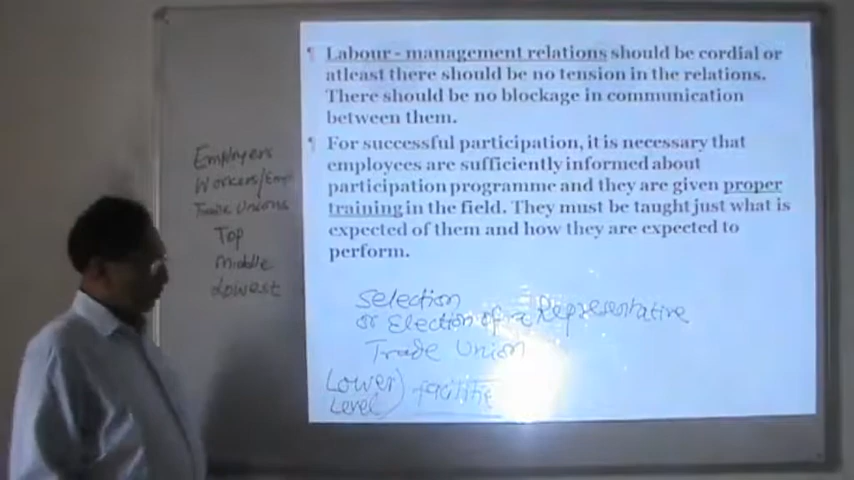 ¶ Labour - management relations should be cordial or
atleast there should be no tension in the relations.
There should be no blockage in communication
between them.
¶ For successful participation, it is necessary that
employees are sufficiently informed about
participation programme and they are given proper
training in the field. They must be taught just what is
expected of them and how they are expected to
perform.
Selection
or Election of a Representative
Trade Union
(Lower)
Level)
Employers
Workers/Emp
Trade Unions
Top
Middle
Lowest